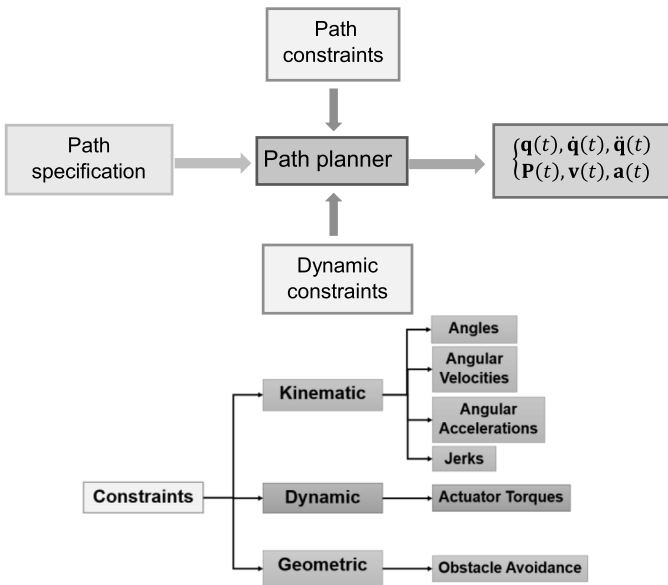 Path
constraints
Path
specification
Path planner
q(t), q̇(t), q̈(t)
P(t), v(t), a(t)
Dynamic
constraints
Angles
Angular
Velocities
Kinematic
Angular
Accelerations
Jerks
Constraints
Dynamic
Actuator Torques
Geometric
Obstacle Avoidance